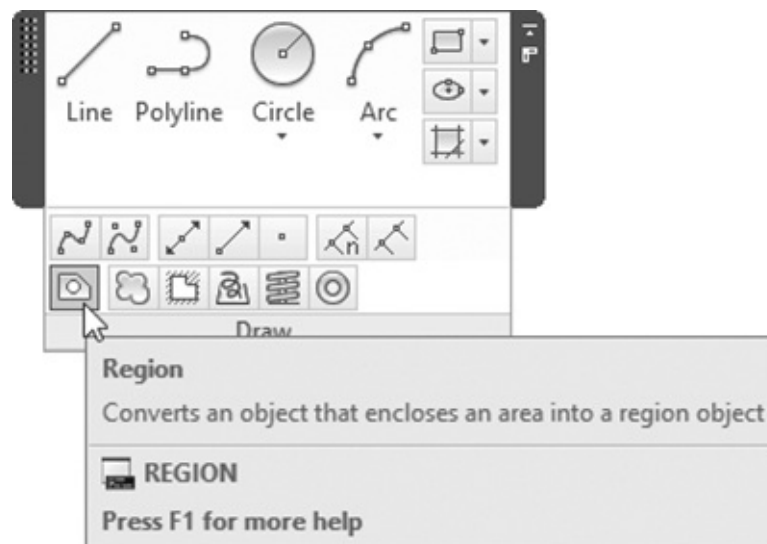 Line Polyline Circle Arc
n
Draw
Region
Converts an object that encloses an area into a region object
REGION
Press F1 for more help